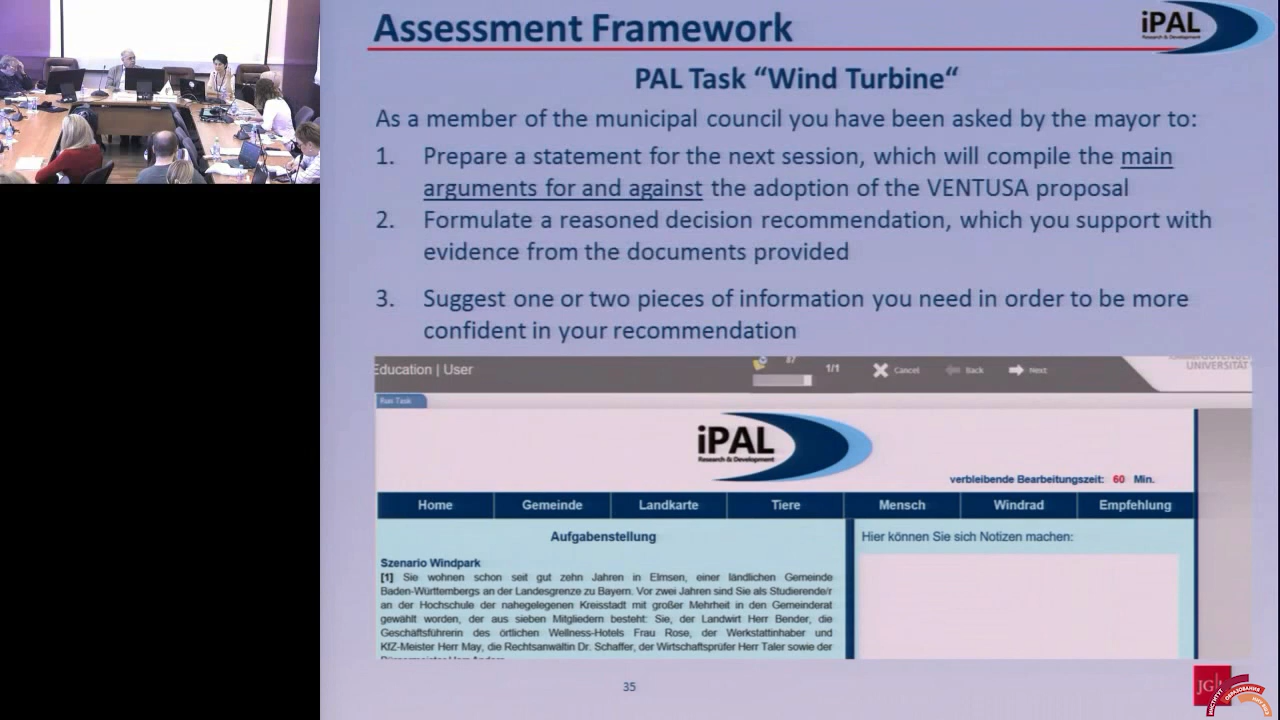 Assessment Framework
iPAL
Research & Development
PAL Task “Wind Turbine“
As a member of the municipal council you have been asked by the mayor to:
1. Prepare a statement for the next session, which will compile the main
arguments for and against the adoption of the VENTUSA proposal
2. Formulate a reasoned decision recommendation, which you support with
evidence from the documents provided
3. Suggest one or two pieces of information you need in order to be more
confident in your recommendation
Education | User
1/1
Cancel
Back
Next
UNIVERSITÄT
Run Task
iPAL
Research & Development
verbleibende Bearbeitungszeit: 60 Min.
Home Gemeinde Landkarte Tiere Mensch Windrad Empfehlung
Aufgabenstellung
Hier können Sie sich Notizen machen:
Szenario Windpark
[1] Sie wohnen schon seit gut zehn Jahren in Elmsen, einer ländlichen Gemeinde
Baden-Württembergs an der Landesgrenze zu Bayern. Vor zwei Jahren sind Sie als Studierende/r
an der Hochschule der nahegelegenen Kreisstadt mit großer Mehrheit in den Gemeinderat
gewählt worden, der aus sieben Mitgliedern besteht: Sie, der Landwirt Herr Bender, die
Geschäftsführerin des örtlichen Wellness-Hotels Frau Rose, der Werkstattinhaber und
KfZ-Meister Herr May, die Rechtsanwältin Dr. Schaffer, der Wirtschaftsprüfer Herr Taler sowie der
35
ИНСТИТУТ
ОБРАЗОВАНИЯ